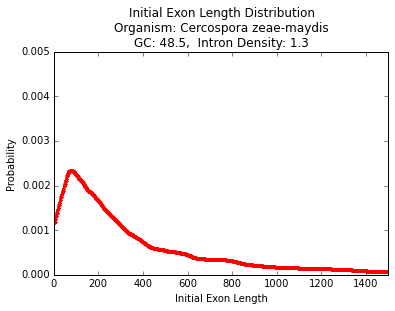 Initial Exon Length Distribution
Organism: Cercospora zeae-maydis
GC: 48.5,  Intron Density: 1.3
0.005
0.004
0.003
0.002
0.001
0.000
Probability
0 200 400 600 800 1000 1200 1400
Initial Exon Length